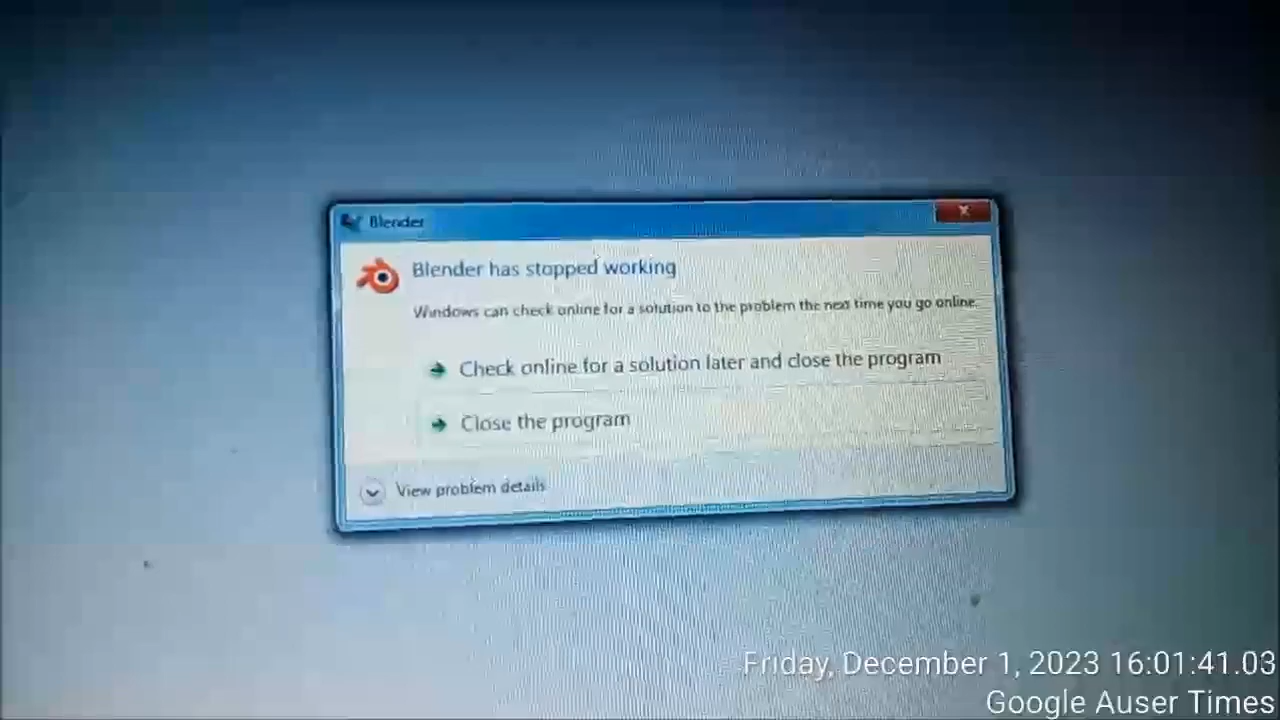 Blender
Blender has stopped working
Windows can check online for a solution to the problem the next time you go online.
Check online for a solution later and close the program
Close the program
View problem details
Friday, December 1, 2023 16:01:41.03
Google Auser Times